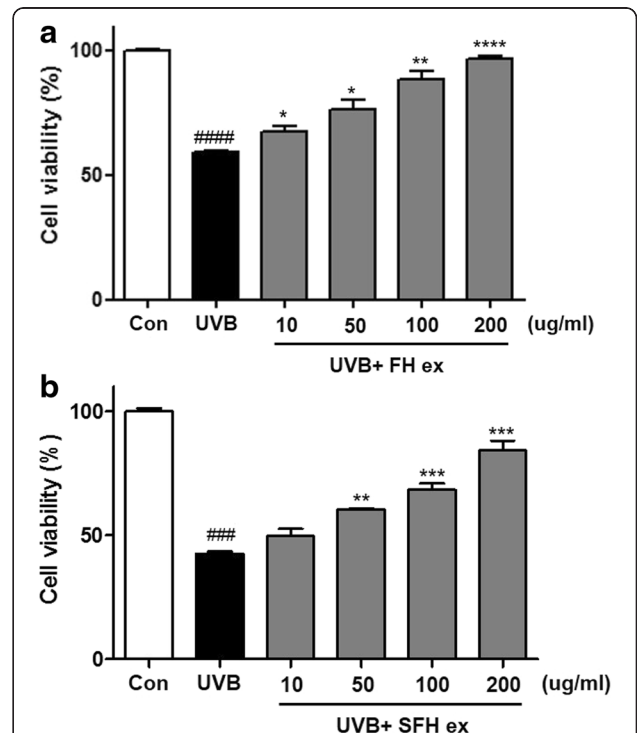 a
Cell viability (%)
100
50
0
####
*
*
**
****
Con UVB 10 50 100 200 (ug/ml)
UVB+ FH ex
b
Cell viability (% )
100
50
0
###
**
***
***
Con UVB 10 50 100 200 (ug/ml)
UVB+ SFH ex